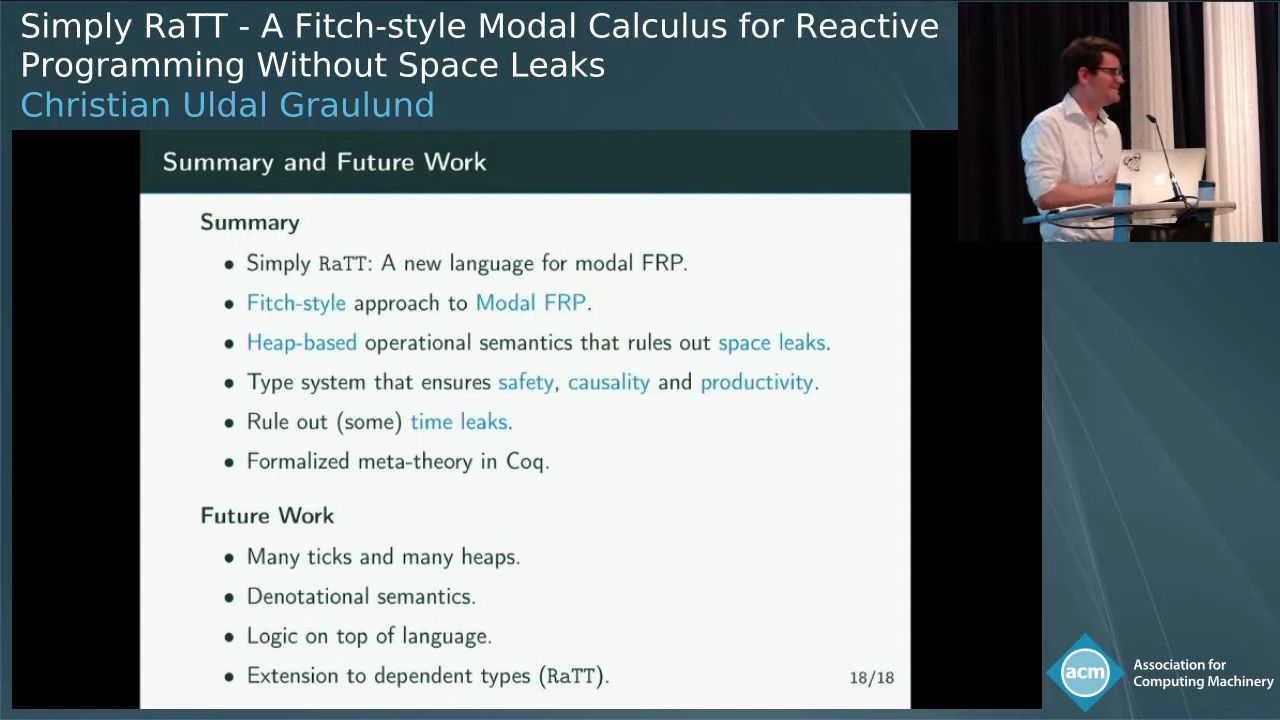 Simply RaTT - A Fitch-style Modal Calculus for Reactive
Programming Without Space Leaks
Christian Uldal Graulund
Summary and Future Work
Summary
• Simply RaTT: A new language for modal FRP.
• Fitch-style approach to Modal FRP.
• Heap-based operational semantics that rules out space leaks.
• Type system that ensures safety, causality and productivity.
• Rule out (some) time leaks.
• Formalized meta-theory in Coq.
Future Work
• Many ticks and many heaps.
• Denotational semantics.
• Logic on top of language.
• Extension to dependent types (RaTT).
18/18
acm
Association for
Computing Machinery